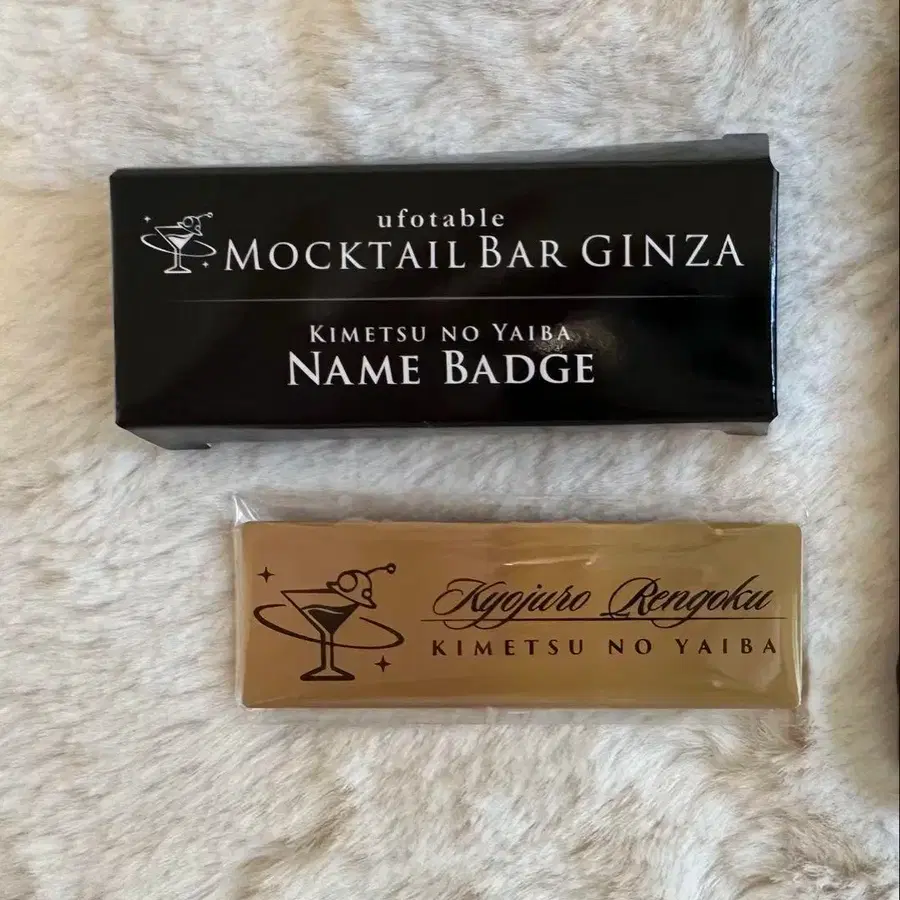 ufotable
MOCKTAIL BAR GINZA
KIMETSU NO YAIBA
NAME BADGE
Kyojuro Rengoku
KIMETSU NO YAIBA